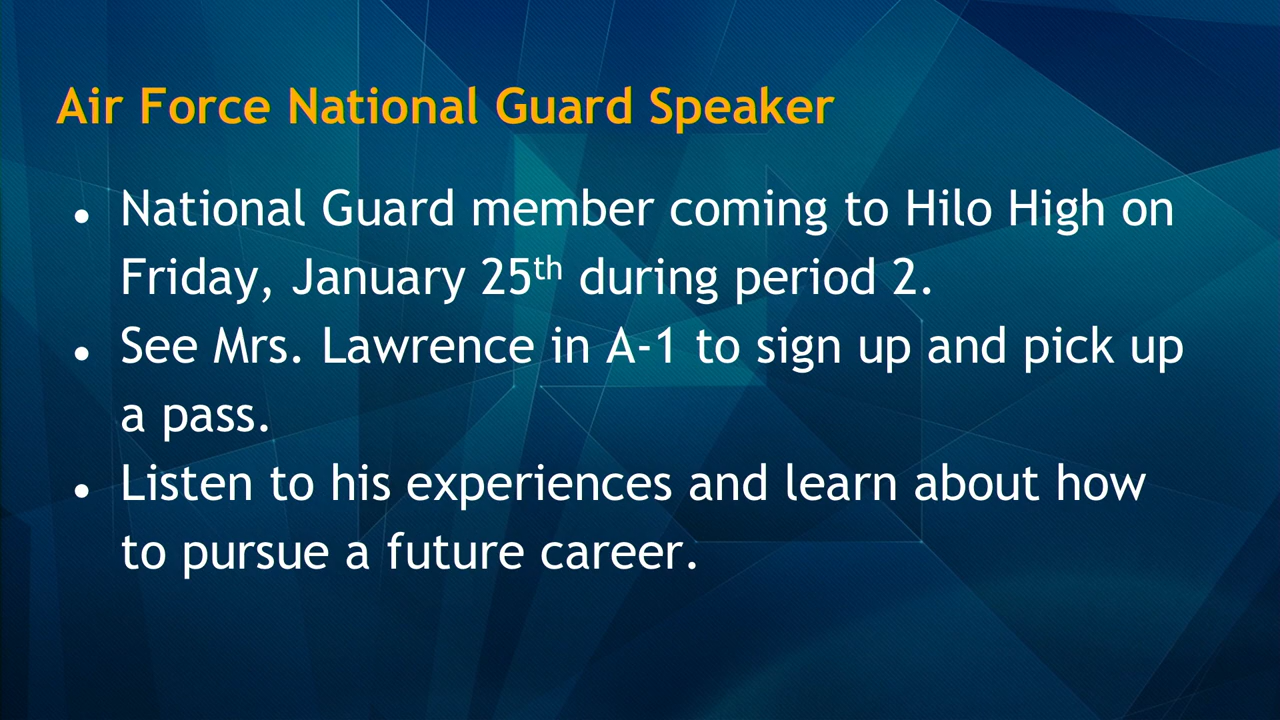 Air Force National Guard Speaker
• National Guard member coming to Hilo High on
Friday, January 25th during period 2.
• See Mrs. Lawrence in A-1 to sign up and pick up
a pass.
• Listen to his experiences and learn about how
to pursue a future career.